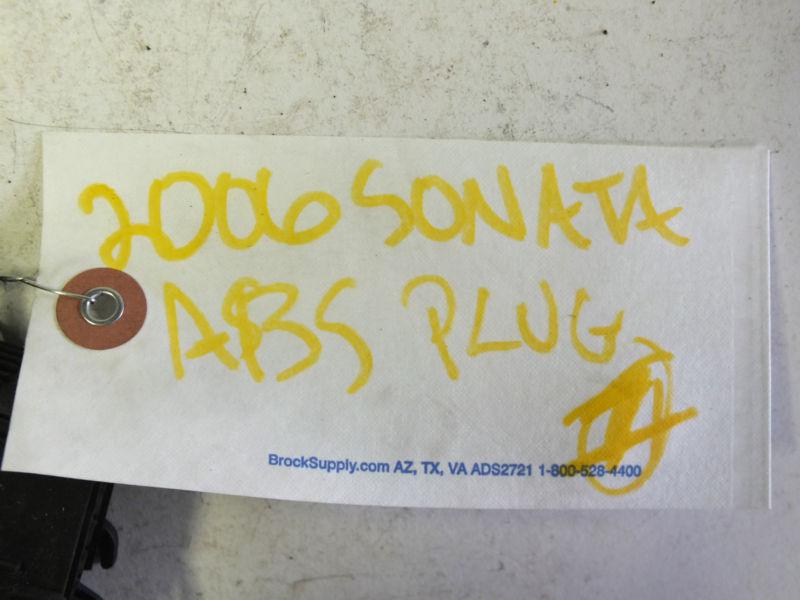 2006 SONATA
ABS PLUG
BrockSupply.com AZ, TX, VA ADS2721 1-800-528-4400